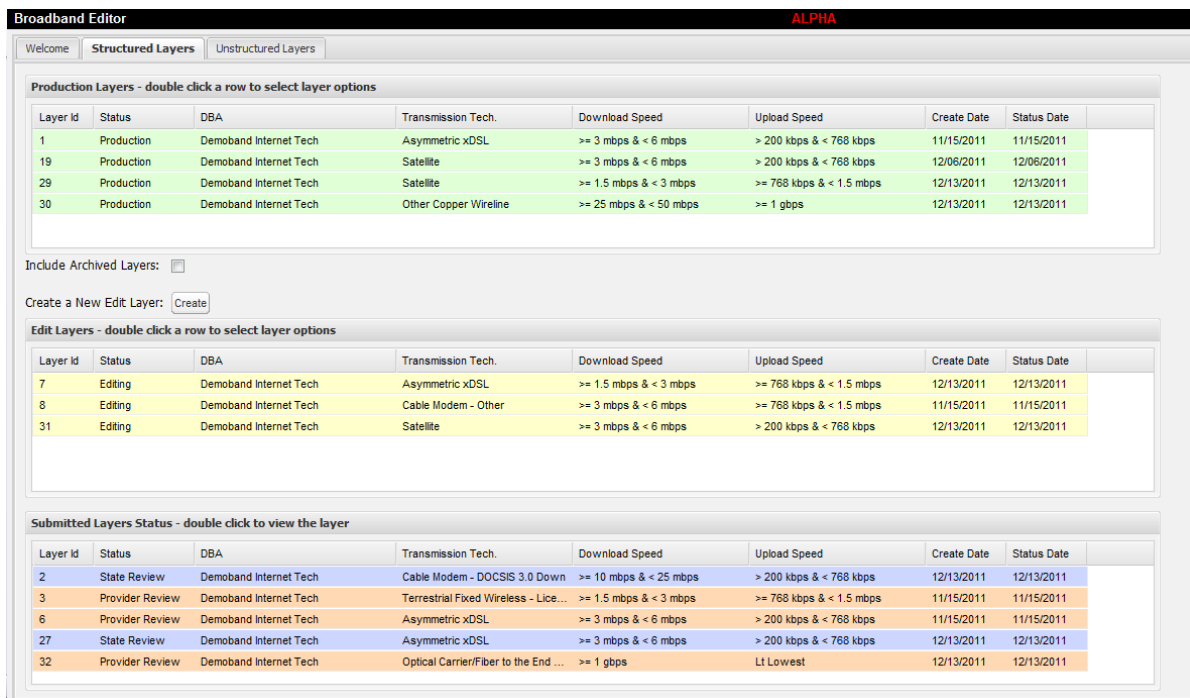 Broadband Editor ALPHA
Welcome Structured Layers Unstructured Layers
Production Layers - double click a row to select layer options
Layer Id Status DBA Transmission Tech. Download Speed Upload Speed Create Date Status Date
1 Production Demoband Internet Tech Asymmetric xDSL >= 3 mbps & < 6 mbps > 200 kbps & < 768 kbps 11/15/2011 11/15/2011
19 Production Demoband Internet Tech Satellite >= 3 mbps & < 6 mbps > 200 kbps & < 768 kbps 12/06/2011 12/06/2011
29 Production Demoband Internet Tech Satellite >= 1.5 mbps & < 3 mbps >= 768 kbps & < 1.5 mbps 12/13/2011 12/13/2011
30 Production Demoband Internet Tech Other Copper Wireline >= 25 mbps & < 50 mbps >= 1 gbps 12/13/2011 12/13/2011
Include Archived Layers:
Create a New Edit Layer: Create
Edit Layers - double click a row to select layer options
Layer Id Status DBA Transmission Tech. Download Speed Upload Speed Create Date Status Date
7 Editing Demoband Internet Tech Asymmetric xDSL >= 1.5 mbps & < 3 mbps >= 768 kbps & < 1.5 mbps 12/13/2011 12/13/2011
8 Editing Demoband Internet Tech Cable Modem - Other >= 3 mbps & < 6 mbps >= 768 kbps & < 1.5 mbps 11/15/2011 11/15/2011
31 Editing Demoband Internet Tech Satellite >= 3 mbps & < 6 mbps > 200 kbps & < 768 kbps 12/13/2011 12/13/2011
Submitted Layers Status - double click to view the layer
Layer Id Status DBA Transmission Tech. Download Speed Upload Speed Create Date Status Date
2 State Review Demoband Internet Tech Cable Modem - DOCSIS 3.0 Down >= 10 mbps & < 25 mbps > 200 kbps & < 768 kbps 12/13/2011 12/13/2011
3 Provider Review Demoband Internet Tech Terrestrial Fixed Wireless - Lice... >= 1.5 mbps & < 3 mbps >= 768 kbps & < 1.5 mbps 11/15/2011 11/15/2011
6 Provider Review Demoband Internet Tech Asymmetric xDSL >= 3 mbps & < 6 mbps > 200 kbps & < 768 kbps 11/15/2011 11/15/2011
27 State Review Demoband Internet Tech Asymmetric xDSL >= 3 mbps & < 6 mbps > 200 kbps & < 768 kbps 12/13/2011 12/13/2011
32 Provider Review Demoband Internet Tech Optical Carrier/Fiber to the End ... >= 1 gbps Lt Lowest 12/13/2011 12/13/2011